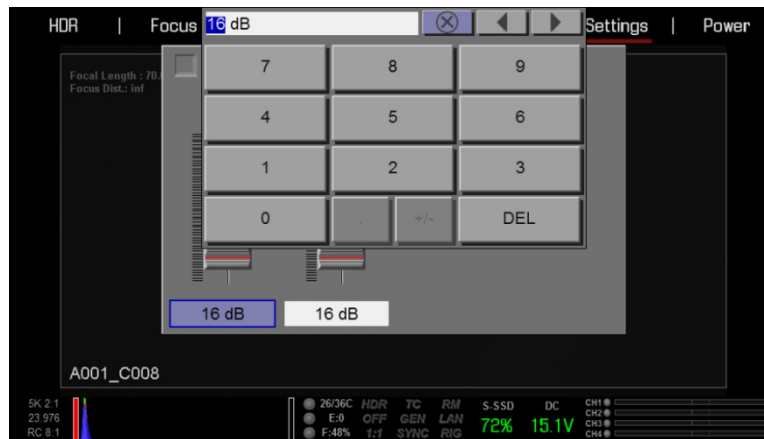 HDR | Focus Settings | Power
16 dB
Focal Length : 70.
Focus Dist.: inf
7 8 9
4 5 6
1 2 3
0 . +/- DEL
16 dB 16 dB
A001_C008
5K 2:1
23.976
RC 8:1
26/36C HDR TC RM
E:0 OFF GEN LAN
F:48% 1:1 SYNC RIG
S-SSD DC
72% 15.1V
CH1
CH2
CH3
CH4